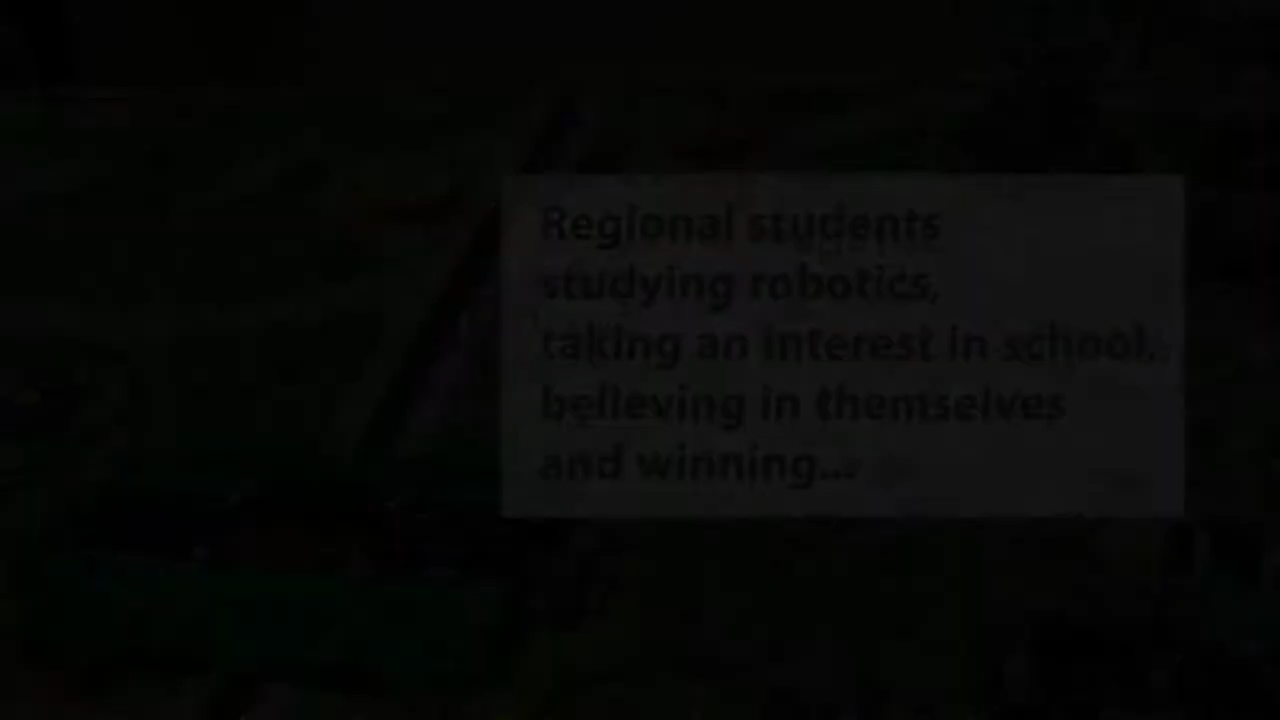 Regional students
studying robotics,
taking an interest in school,
believing in themselves
and winning...